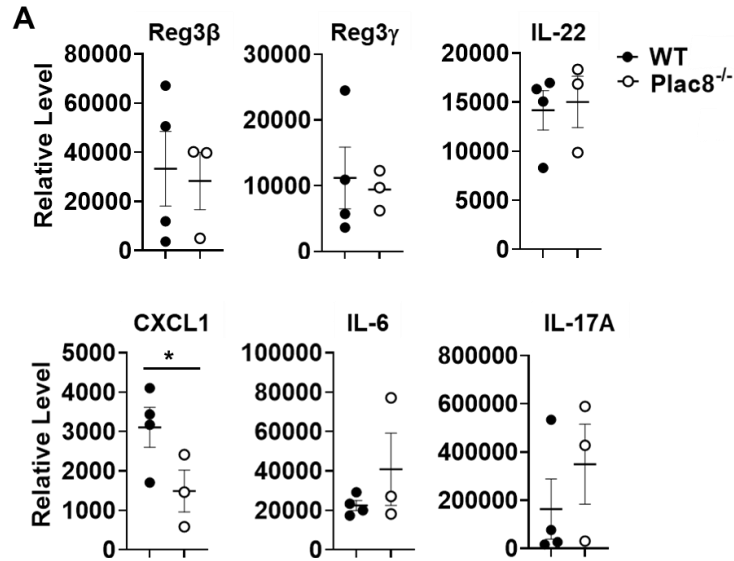 A
Reg3β
Reg3γ
IL-22
WT
Plac8-/-
Relative Level
80000
60000
40000
20000
0
30000
20000
10000
0
20000
15000
10000
5000
0
CXCL1
IL-6
IL-17A
Relative Level
5000
4000
3000
2000
1000
0
*
100000
80000
60000
40000
20000
0
800000
600000
400000
200000
0